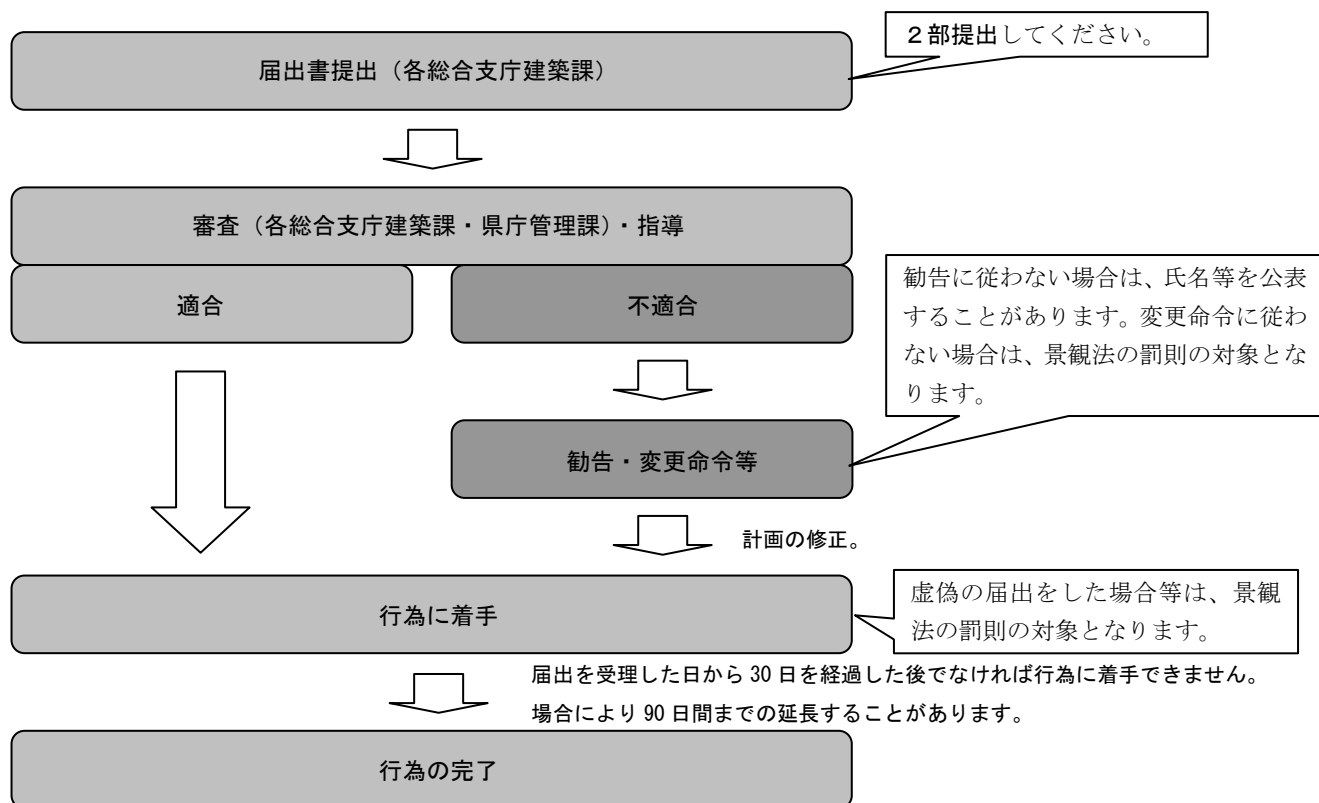 2部提出してください。
届出書提出（各総合支庁建築課）
審査（各総合支庁建築課・県庁管理課）・指導
適合
不適合
勧告に従わない場合は、氏名等を公表
することがあります。変更命令に従わ
ない場合は、景観法の罰則の対象とな
ります。
勧告・変更命令等
計画の修正。
行為に着手
虚偽の届出をした場合等は、景観
法の罰則の対象となります。
届出を受理した日から 30 日を経過した後でなければ行為に着手できません。
場合により 90 日間までの延長することがあります。
行為の完了